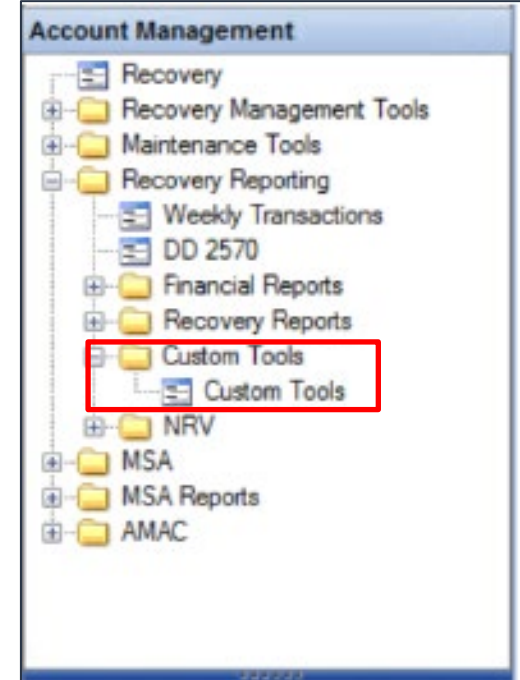 Account Management
Recovery
Recovery Management Tools
Maintenance Tools
Recovery Reporting
Weekly Transactions
DD 2570
Financial Reports
Recovery Reports
Custom Tools
Custom Tools
NRV
MSA
MSA Reports
AMAC